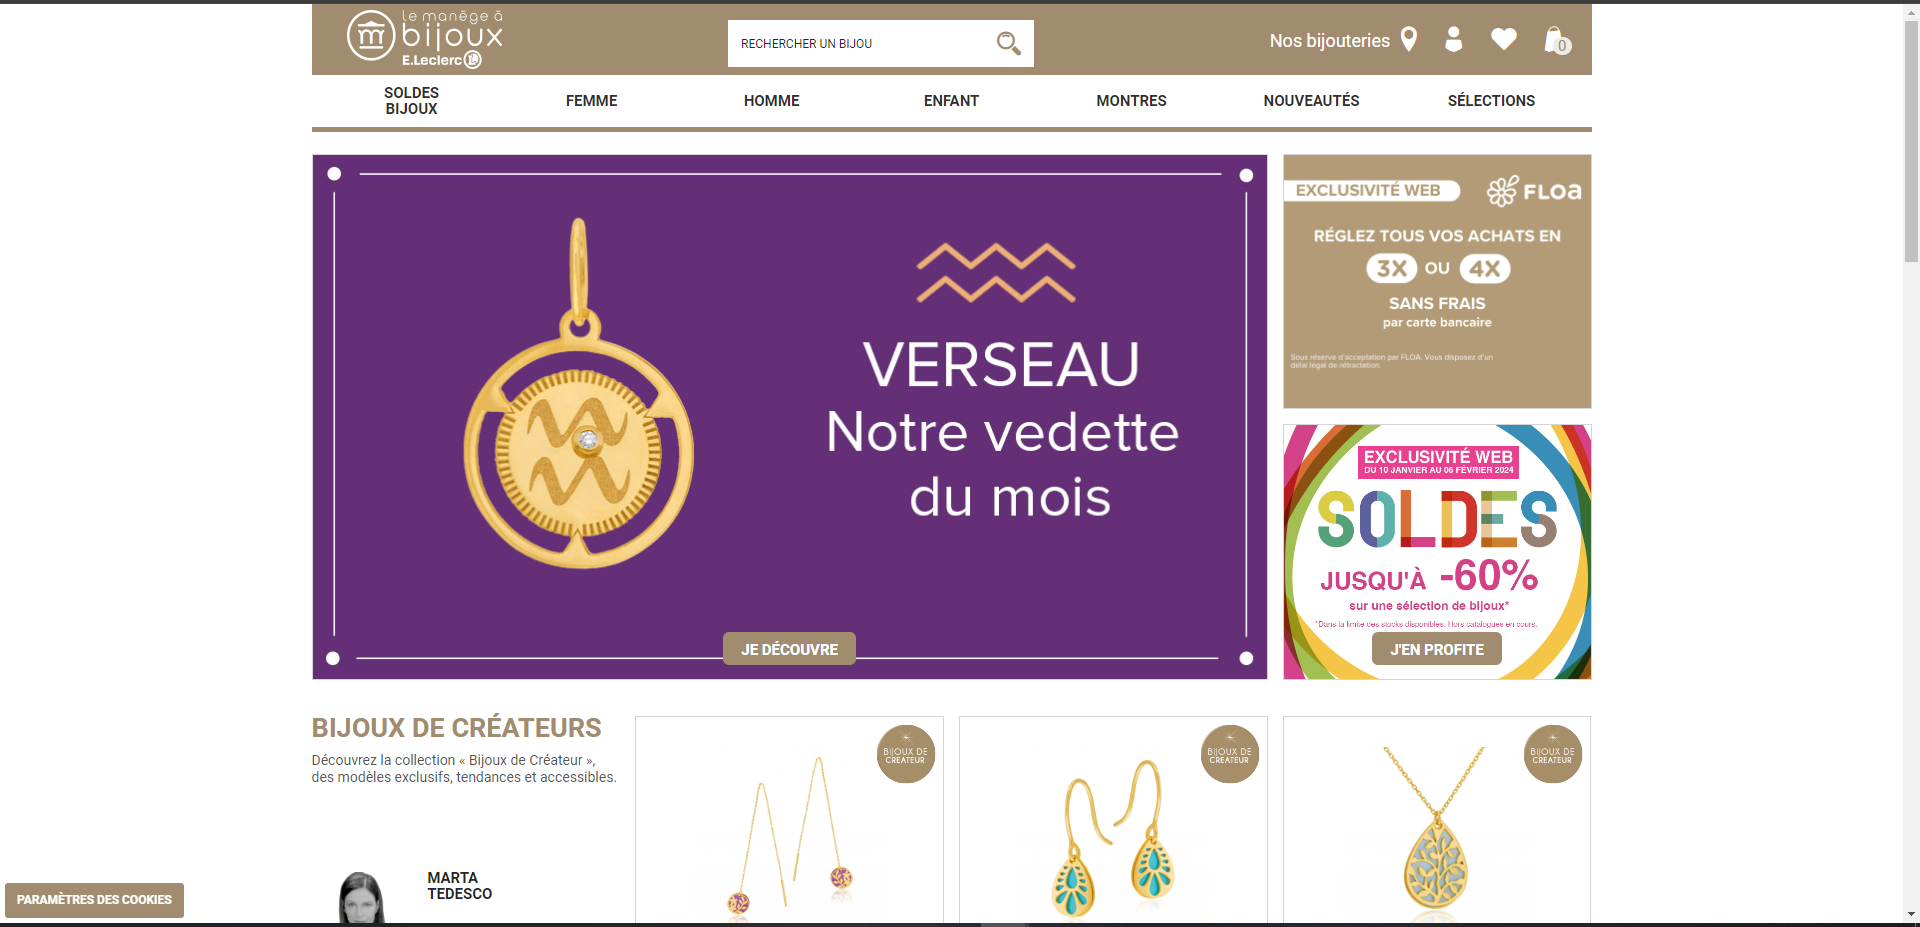 le manège à
bijoux
E.Leclerc
RECHERCHER UN BIJOU
Nos bijouteries
0
SOLDES
BIJOUX
FEMME
HOMME
ENFANT
MONTRES
NOUVEAUTÉS
SÉLECTIONS
VERSEAU
Notre vedette
du mois
JE DÉCOUVRE
EXCLUSIVITÉ WEB
FLOa
RÉGLEZ TOUS VOS ACHATS EN
3X OU 4X
SANS FRAIS
par carte bancaire
Sous réserve d'acceptation par FLOA. Vous disposez d'un
délai légal de rétractation.
EXCLUSIVITÉ WEB
DU 10 JANVIER AU 06 FÉVRIER 2024
SOLDES
JUSQU'À -60%
sur une sélection de bijoux*
*Dans la limite des stocks disponibles. Hors catalogues en cours.
J'EN PROFITE
BIJOUX DE CRÉATEURS
Découvrez la collection « Bijoux de Créateur »,
des modèles exclusifs, tendances et accessibles.
BIJOUX DE
CRÉATEUR
BIJOUX DE
CRÉATEUR
BIJOUX DE
CRÉATEUR
MARTA
TEDESCO
PARAMÈTRES DES COOKIES